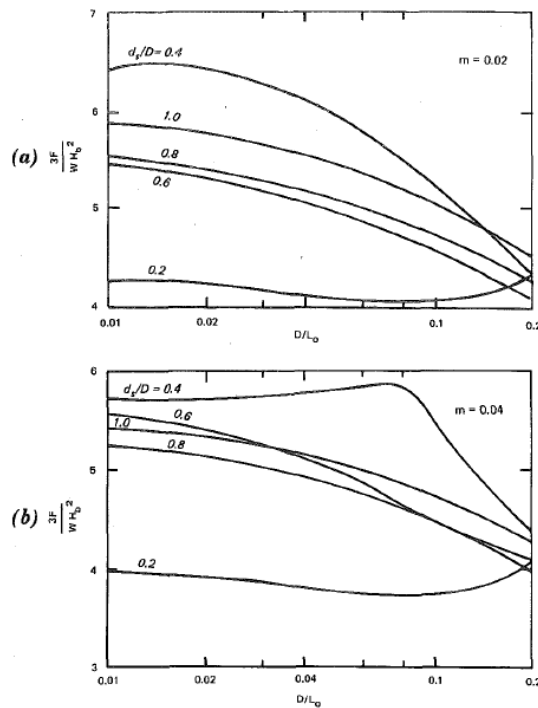 7
d_s/D = 0.4
m = 0.02
6
1.0
(a)
3F
W H_b^2
0.8
0.6
5
0.2
4
0.01
0.02
0.1
0.2
D/L_o
6
d_s/D = 0.4
m = 0.04
0.6
1.0
0.8
5
(b)
3F
W H_b^2
4
0.2
3
0.01
0.02
0.04
0.1
0.2
D/L_o